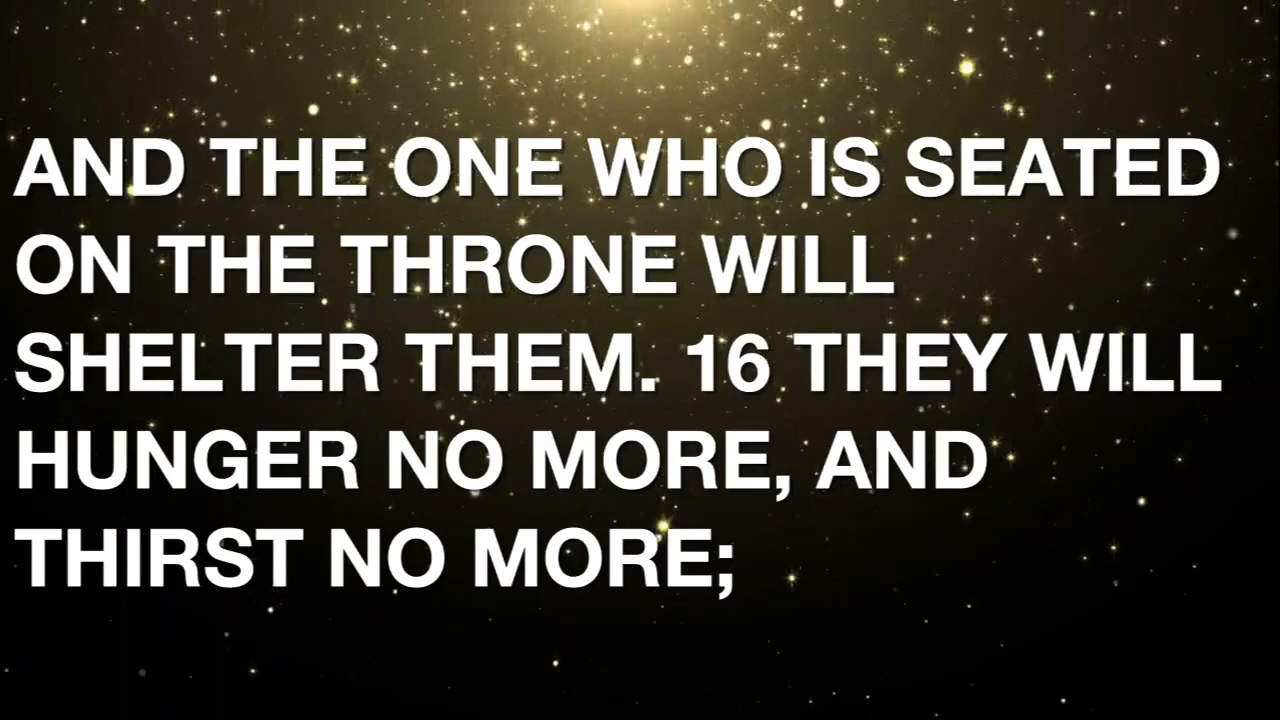 AND THE ONE WHO IS SEATED
ON THE THRONE WILL
SHELTER THEM. 16 THEY WILL
HUNGER NO MORE, AND
THIRST NO MORE;